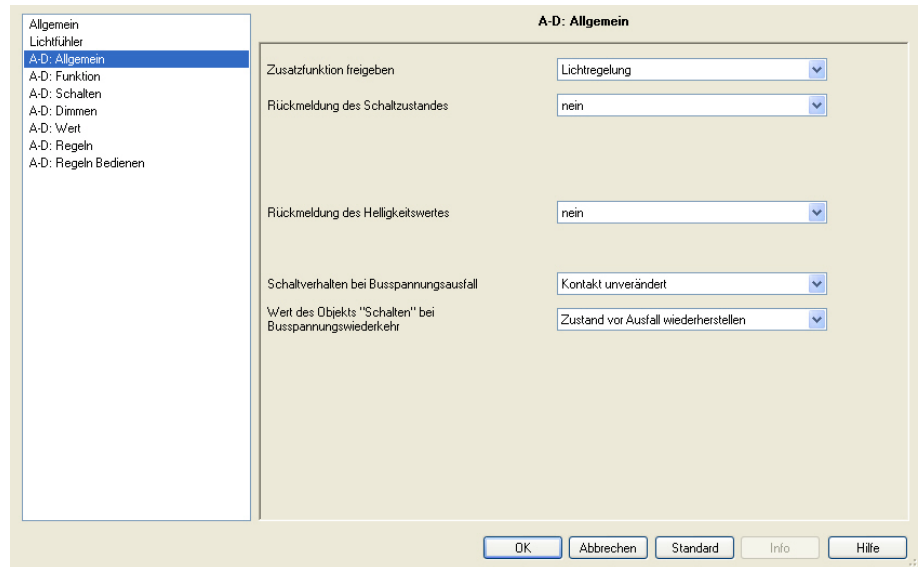 Allgemein
Lichtfühler
A-D: Allgemein
A-D: Funktion
A-D: Schalten
A-D: Dimmen
A-D: Wert
A-D: Regeln
A-D: Regeln Bedienen
A-D: Allgemein
Zusatzfunktion freigeben
Lichtregelung
Rückmeldung des Schaltzustandes
nein
Rückmeldung des Helligkeitswertes
nein
Schaltverhalten bei Busspannungsausfall
Kontakt unverändert
Wert des Objekts "Schalten" bei
Busspannungswiederkehr
Zustand vor Ausfall wiederherstellen
OK
Abbrechen
Standard
Info
Hilfe